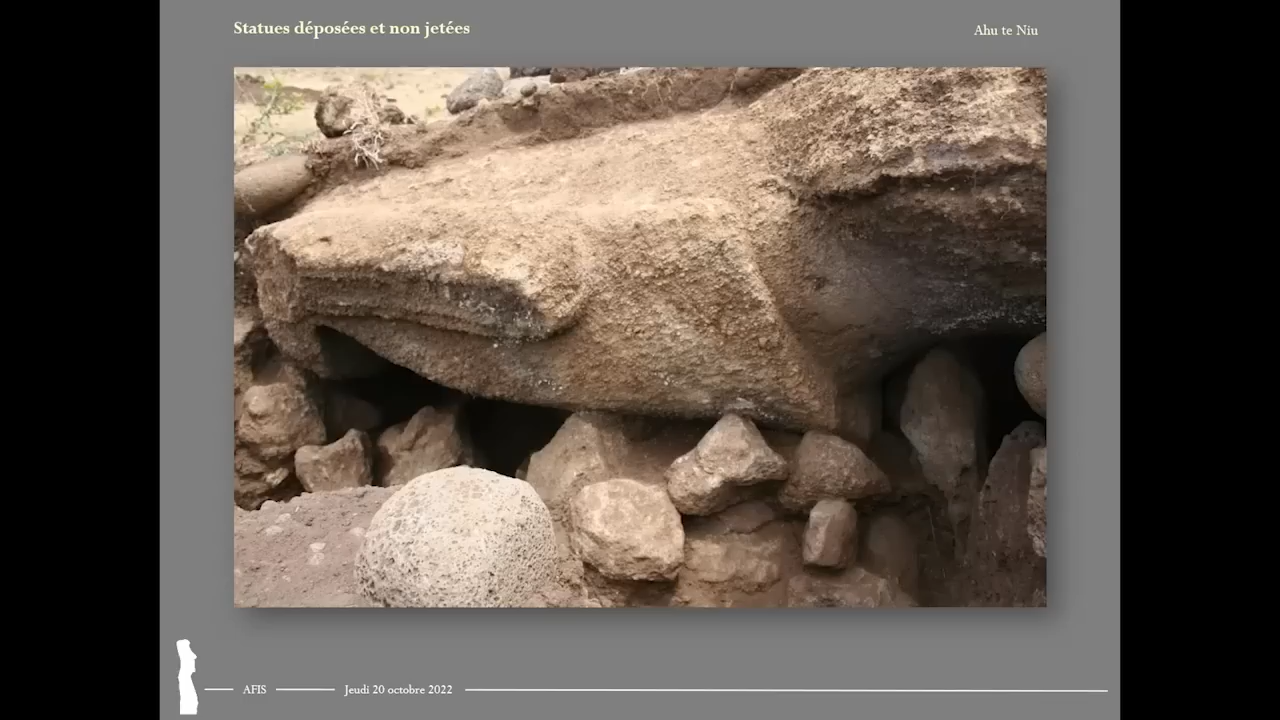 Statues déposées et non jetées
Ahu te Niu
AFIS
Jeudi 20 octobre 2022